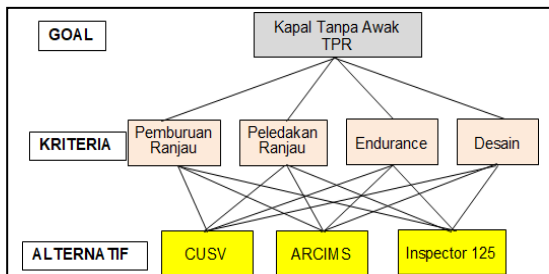 GOAL
Kapal Tanpa Awak
TPR
KRITERIA
Pemburuan
Ranjau
Peledakan
Ranjau
Endurance
Desain
ALTERNATIF
CUSV
ARCIMS
Inspector 125